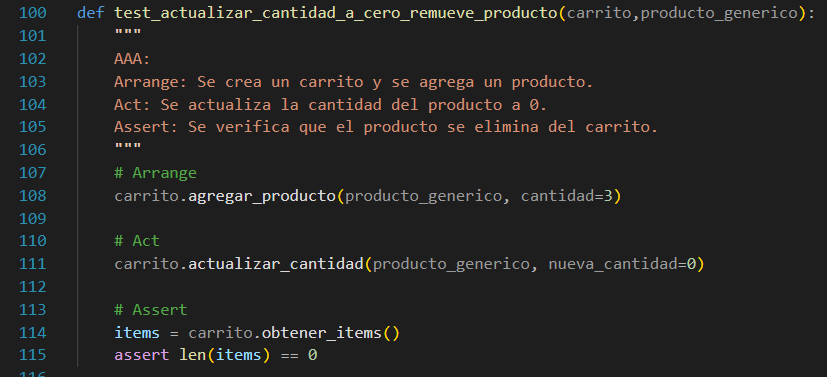 100 def test_actualizar_cantidad_a_cero_remueve_producto(carrito,producto_generico):
101 """
102 AAA:
103 Arrange: Se crea un carrito y se agrega un producto.
104 Act: Se actualiza la cantidad del producto a 0.
105 Assert: Se verifica que el producto se elimina del carrito.
106 """
107 # Arrange
108 carrito.agregar_producto(producto_generico, cantidad=3)
109
110 # Act
111 carrito.actualizar_cantidad(producto_generico, nueva_cantidad=0)
112
113 # Assert
114 items = carrito.obtener_items()
115 assert len(items) == 0
116